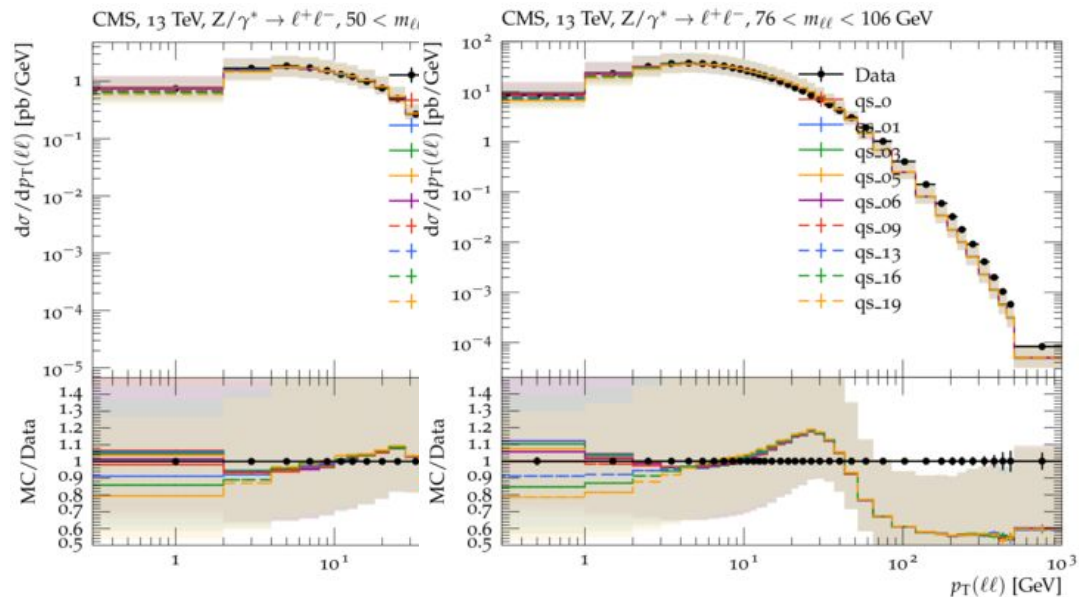 CMS, 13 TeV, Z/γ* → ℓ⁺ℓ⁻, 50 < m
dσ/dpT(ℓℓ) [pb/GeV]
1
10⁻¹
10⁻²
10⁻³
10⁻⁴
10⁻⁵
MC/Data
1.4
1.3
1.2
1.1
1
0.9
0.8
0.7
0.6
0.5
1
10¹
CMS, 13 TeV, Z/γ* → ℓ⁺ℓ⁻, 76 < mℓℓ < 106 GeV
dσ/dpT(ℓℓ) [pb/GeV]
10²
10¹
1
10⁻¹
10⁻²
10⁻³
10⁻⁴
Data
qs_0
qs_01
qs_03
qs_05
qs_06
qs_09
qs_13
qs_16
qs_19
MC/Data
1.4
1.3
1.2
1.1
1
0.9
0.8
0.7
0.6
0.5
1
10¹
10²
10³
pT(ℓℓ) [GeV]